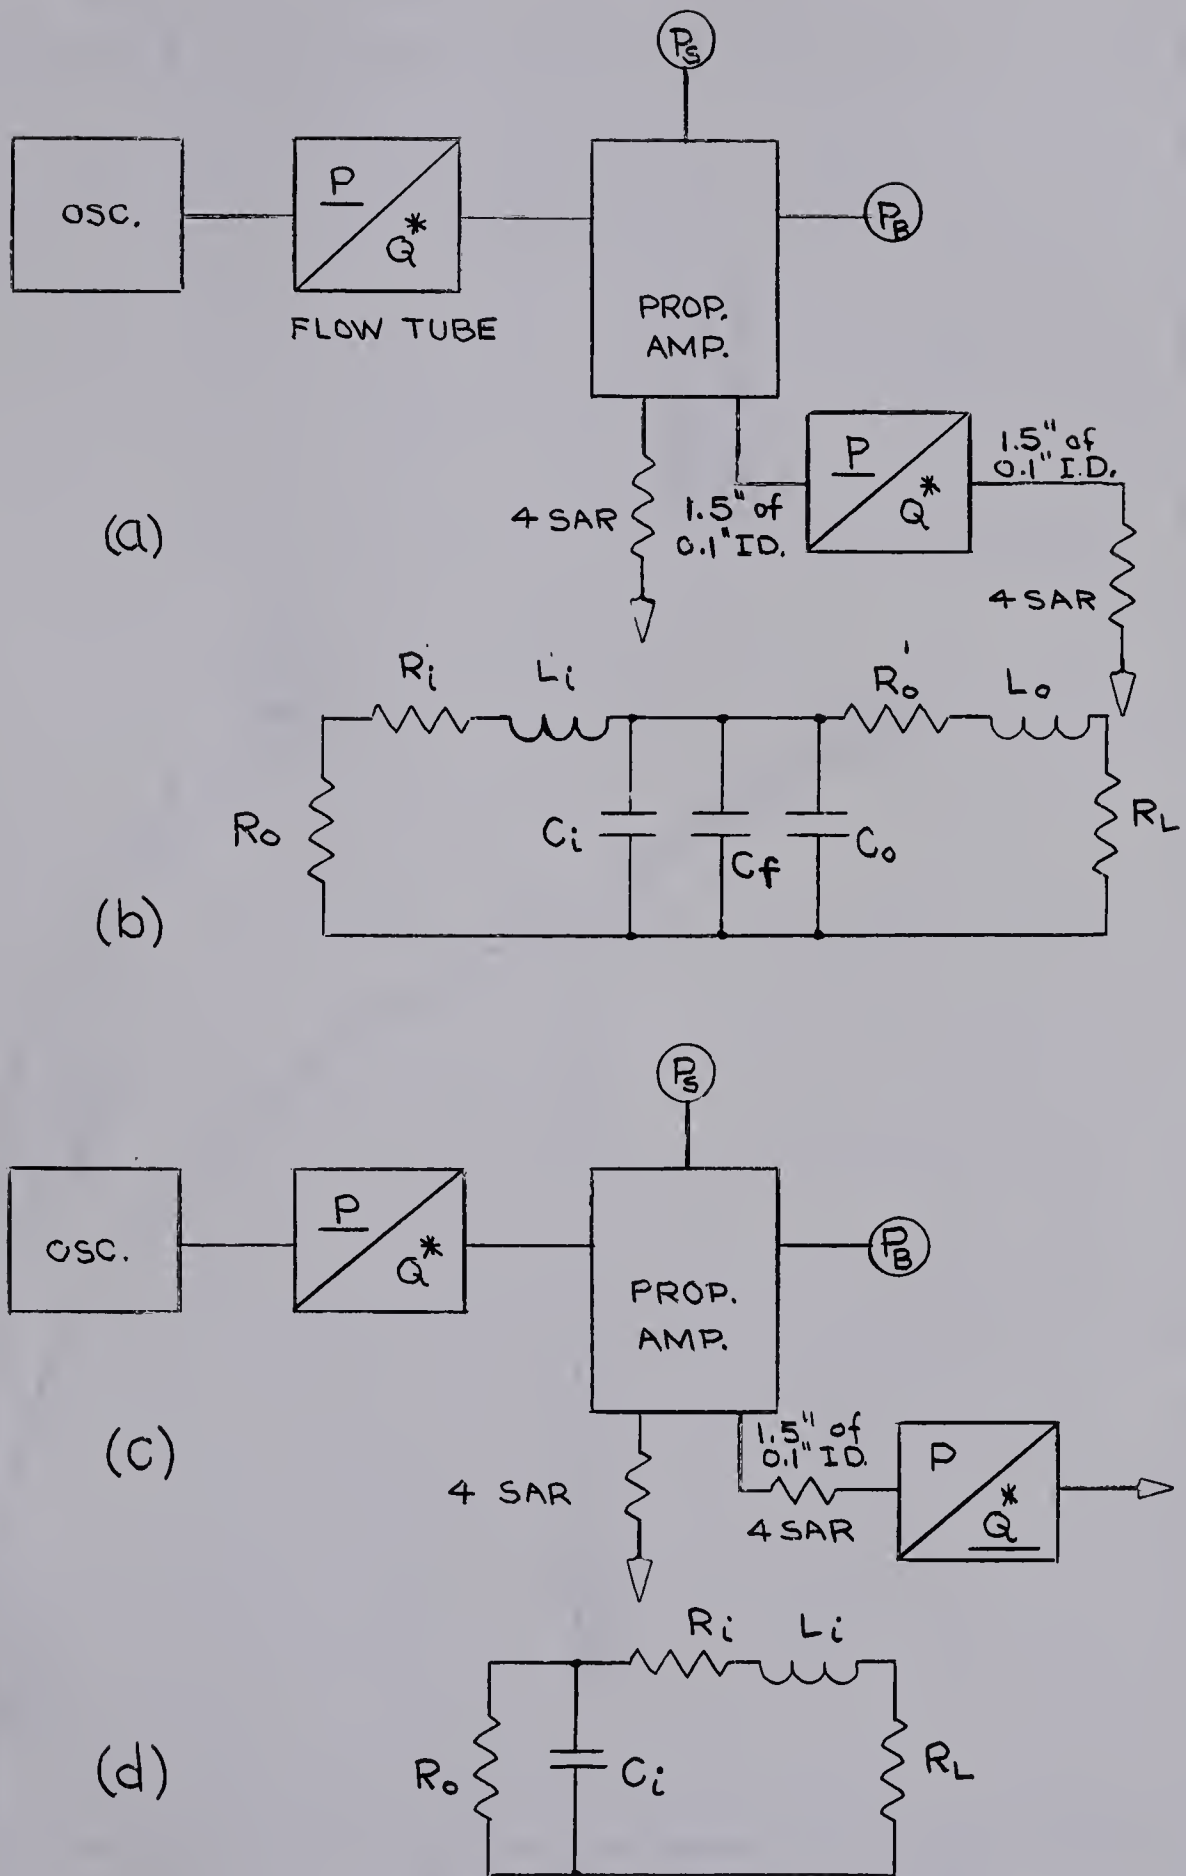 Ps
OSC.
P
Q*
FLOW TUBE
PROP.
AMP.
PB
4 SAR
1.5" of
0.1" ID.
P
Q*
1.5" of
0.1" I.D.
4 SAR
(a)
Ri
Li
Ro'
Lo
Ro
Ci
Cf
Co
RL
(b)
Ps
OSC.
P
Q*
PROP.
AMP.
PB
4 SAR
1.5" of
0.1" ID.
4 SAR
P
Q*
(c)
Ri
Li
Ro
Ci
RL
(d)